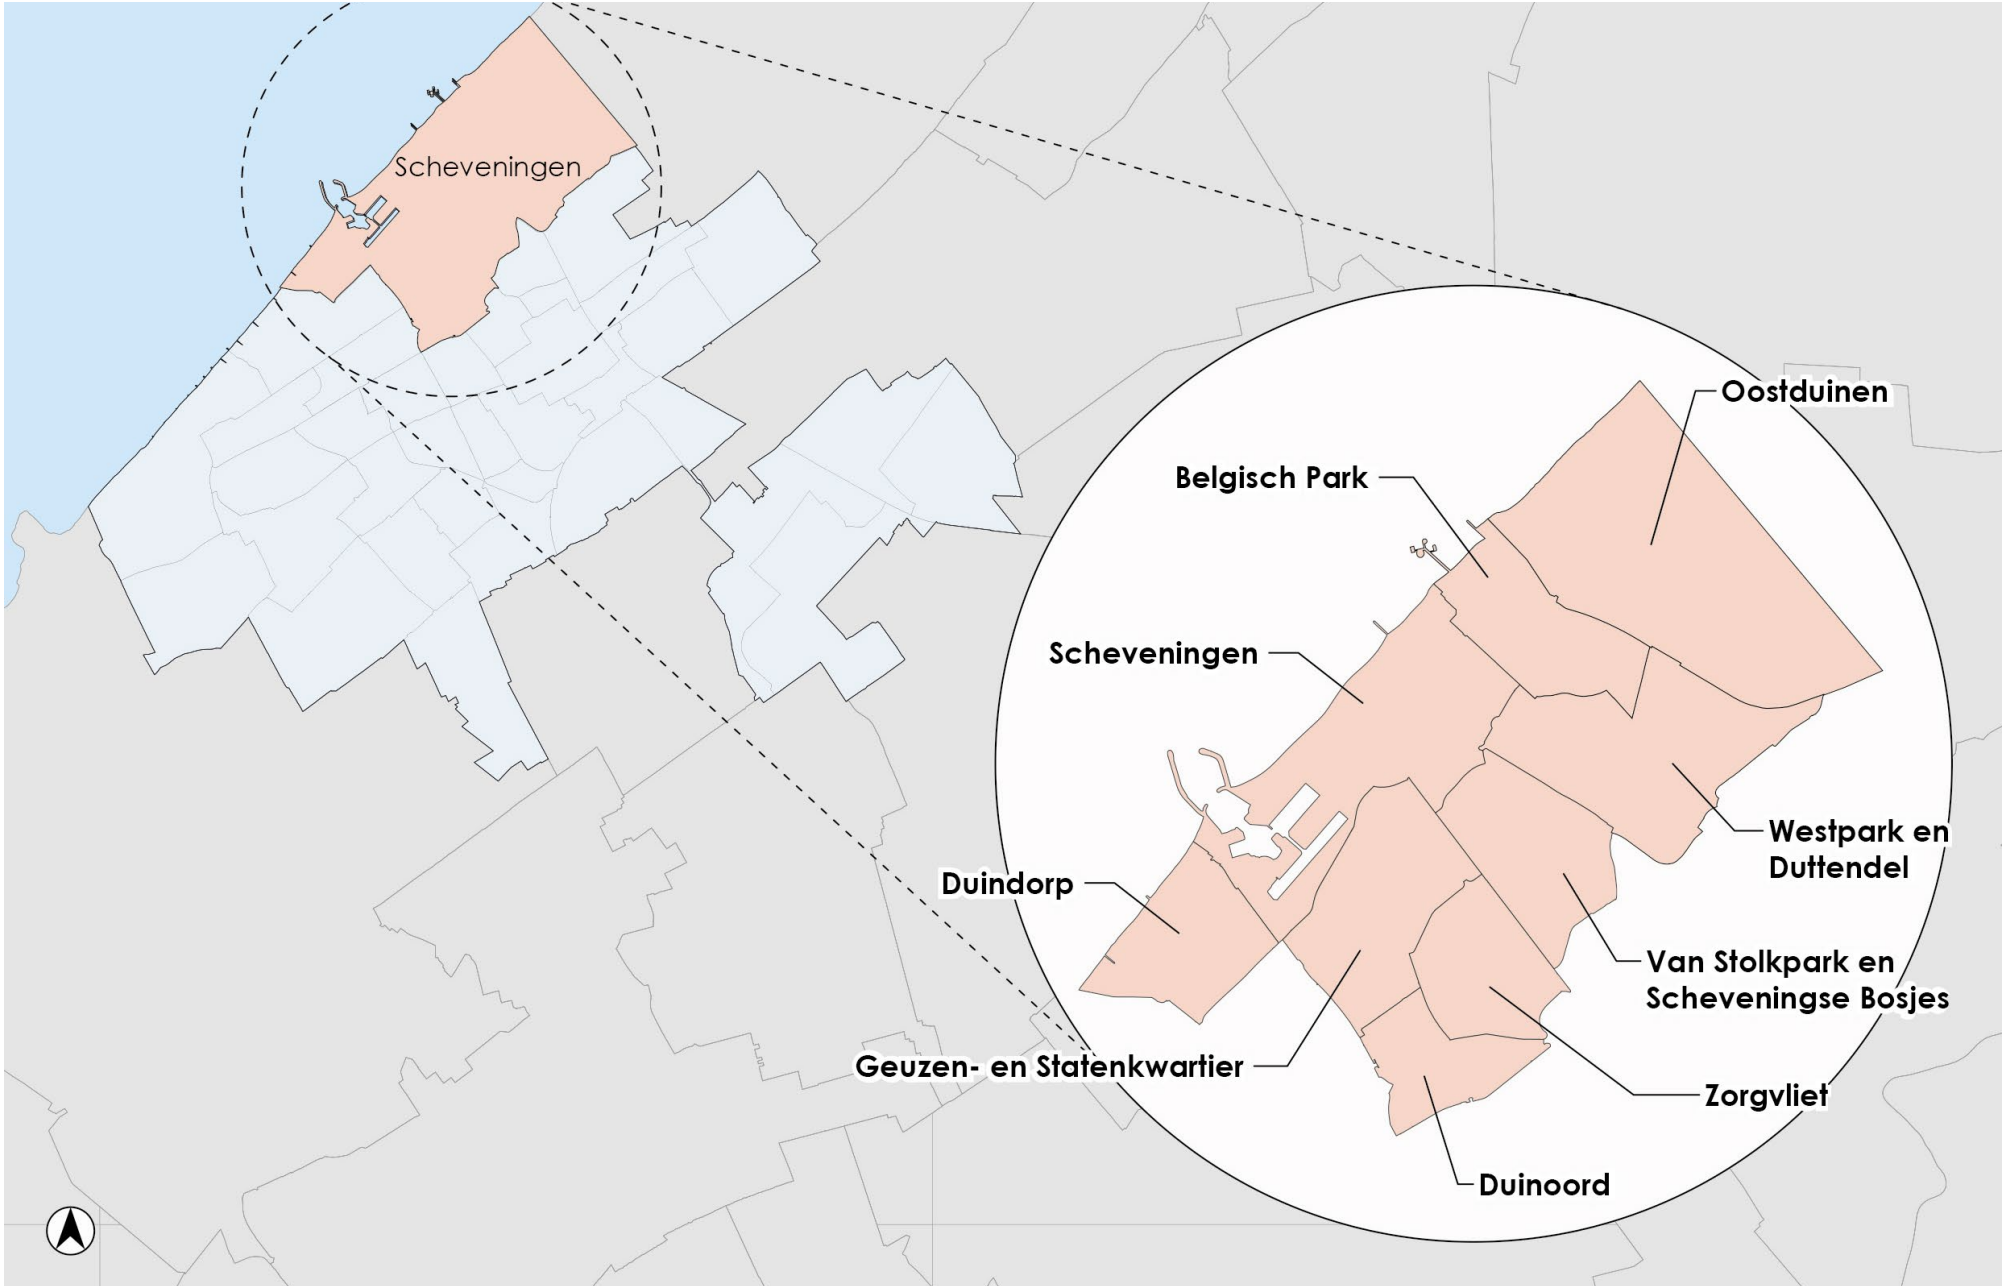 Scheveningen
Oostduinen
Belgisch Park
Scheveningen
Westpark en
Duttendel
Duindorp
Van Stolkpark en
Scheveningse Bosjes
Geuzen- en Statenkwartier
Zorgvliet
Duinoord